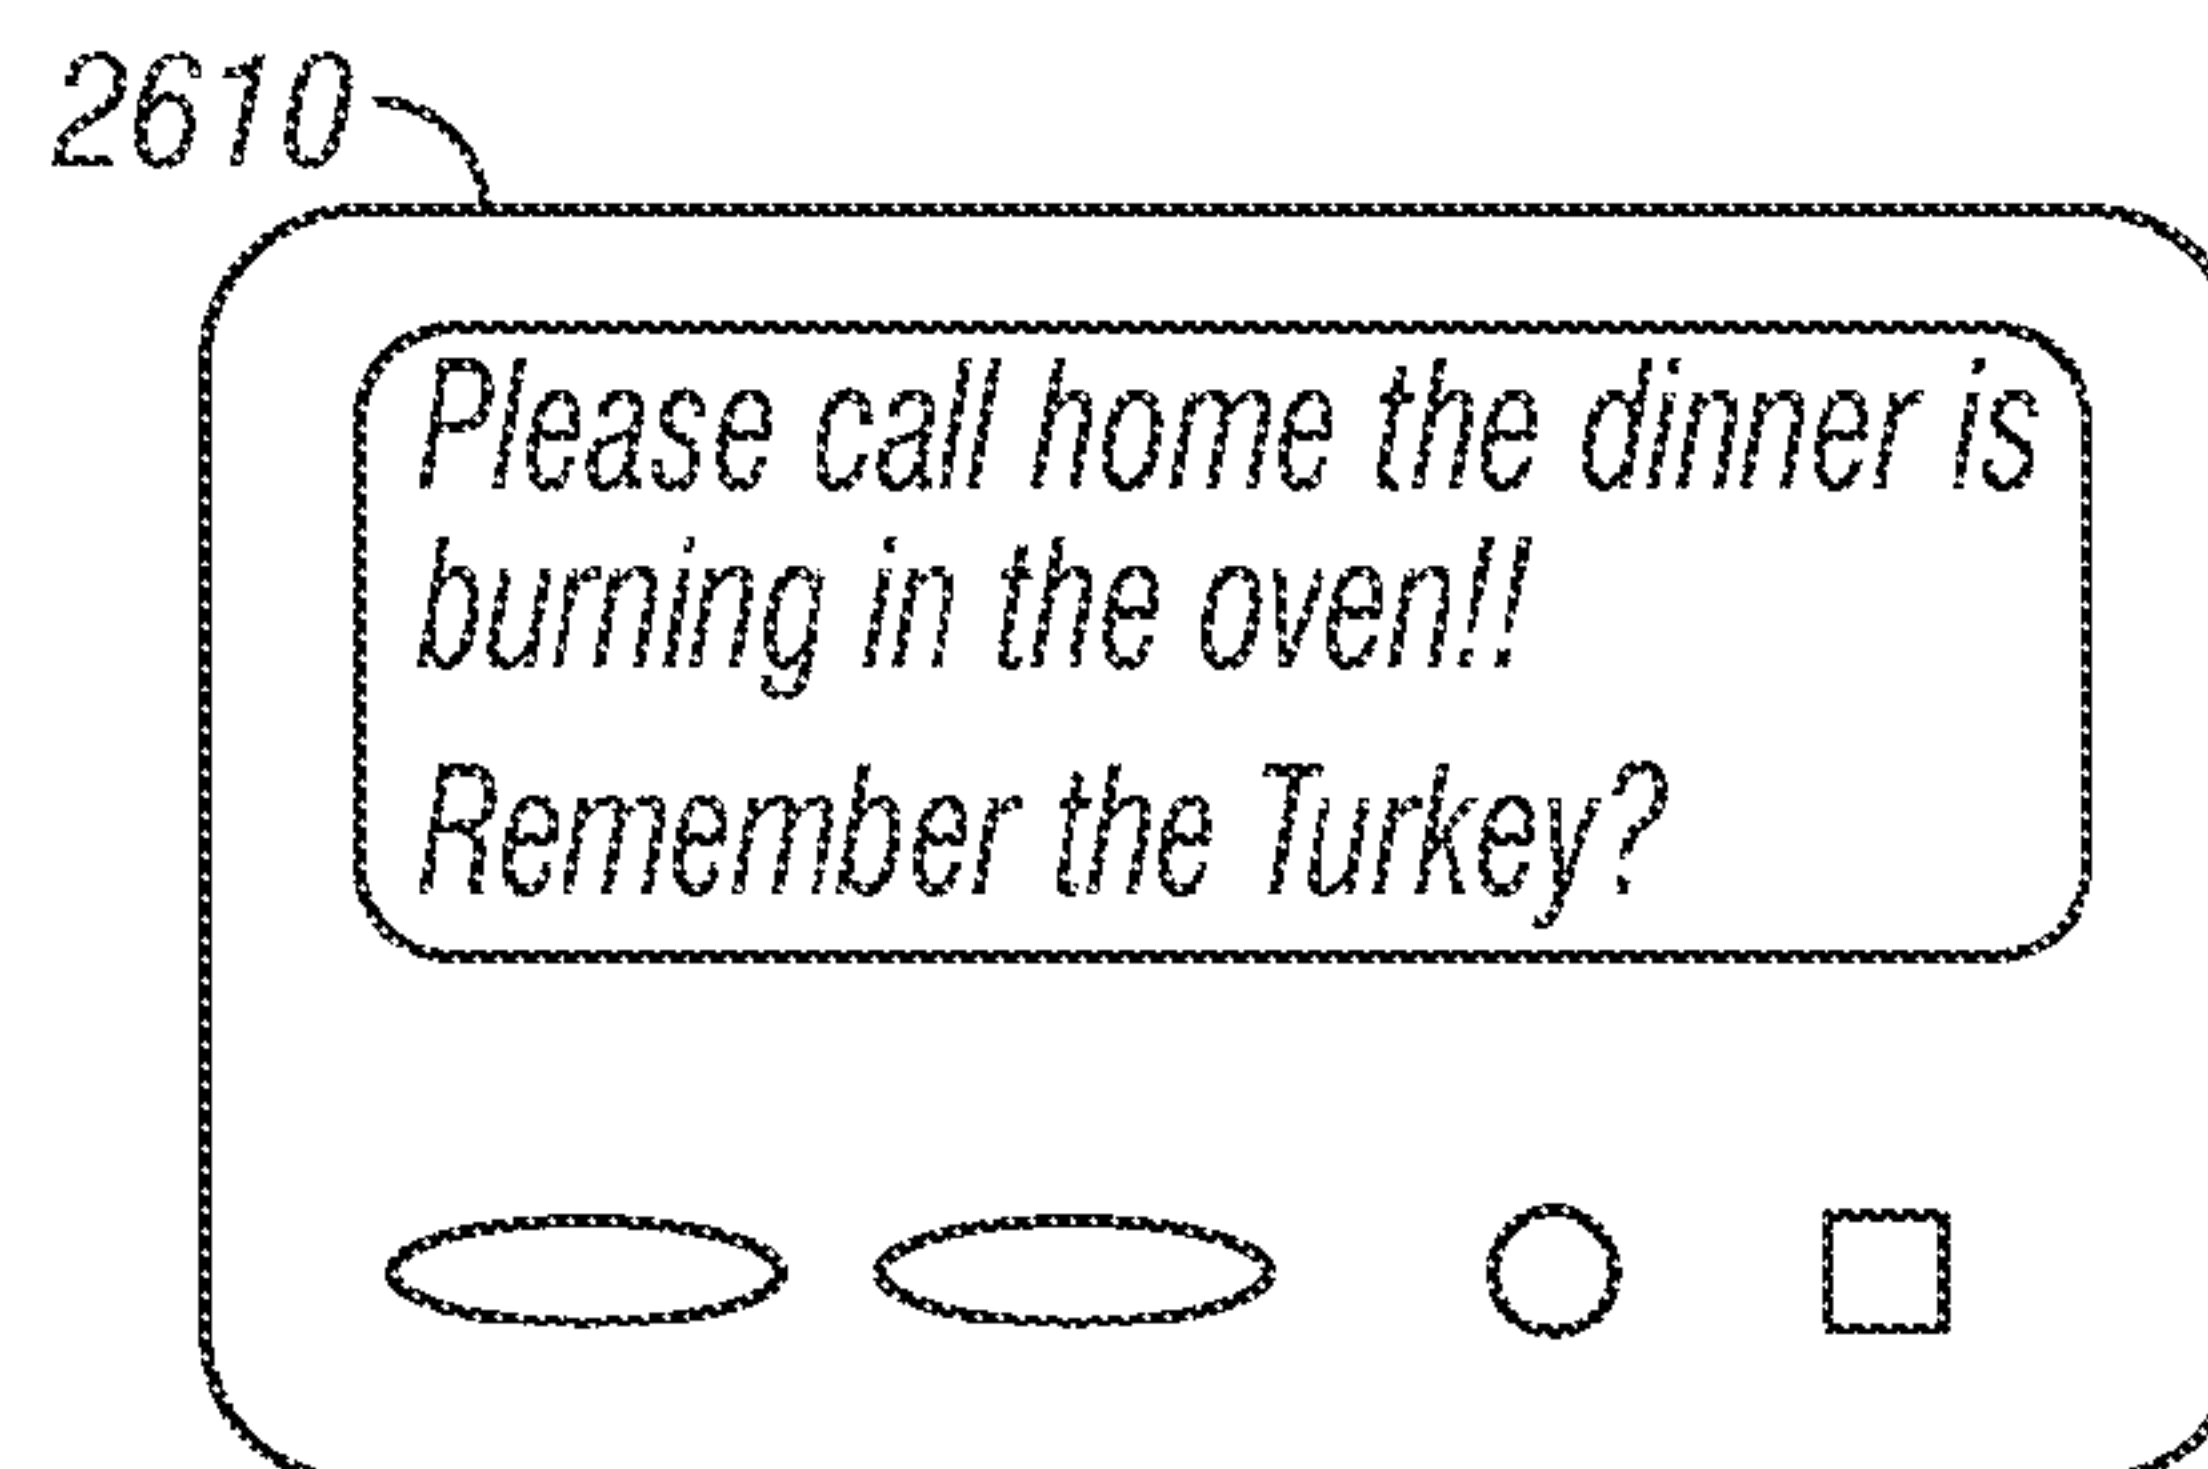 2610
Please call home the dinner is
burning in the oven!!
Remember the Turkey?